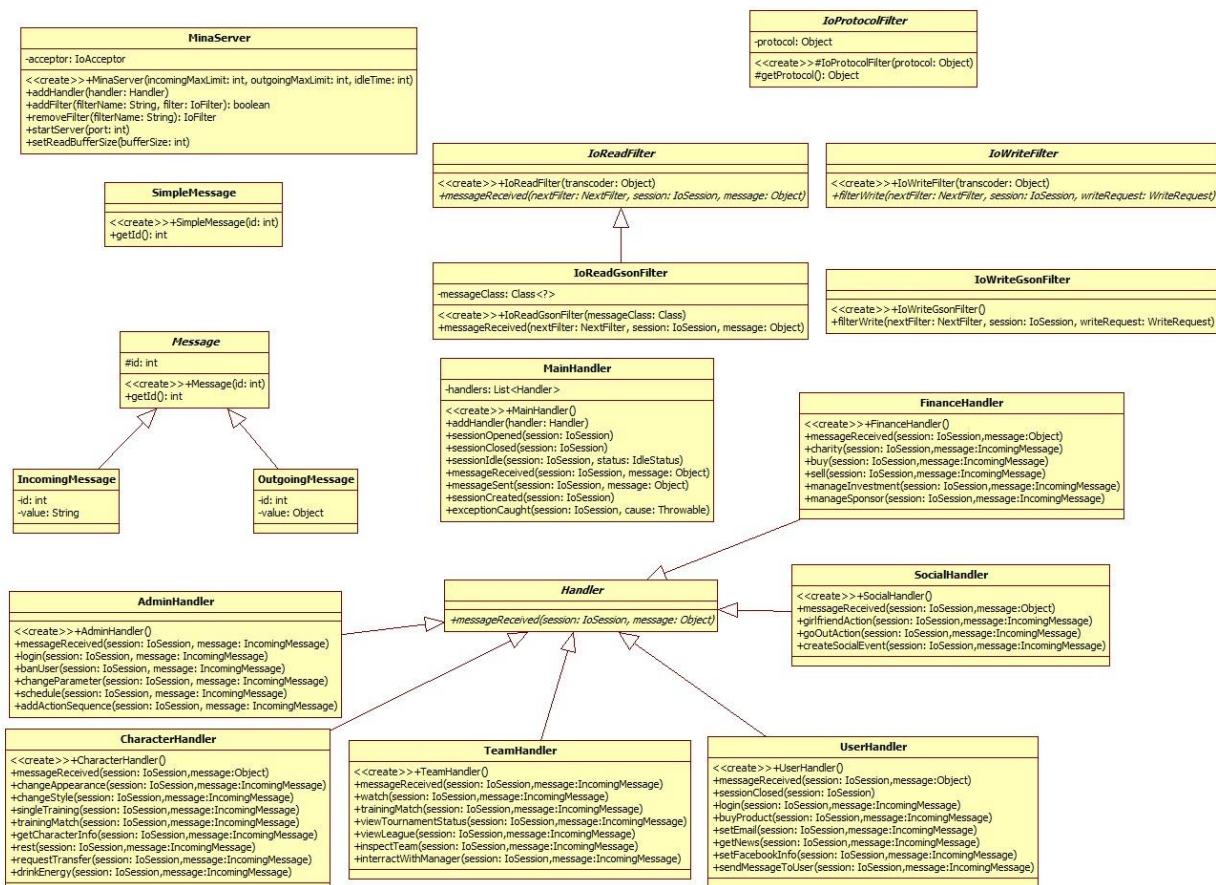 MinaServer
-acceptor: IoAcceptor
<<create>>+MinaServer(incomingMaxLimit: int, outgoingMaxLimit: int, idleTime: int)
+addHandler(handler: Handler)
+addFilter(filterName: String, filter: IoFilter): boolean
+removeFilter(filterName: String): IoFilter
+startServer(port: int)
+setReadBufferSize(bufferSize: int)
IoProtocolFilter
-protocol: Object
<<create>>#IoProtocolFilter(protocol: Object)
#getProtocol(): Object
SimpleMessage
<<create>>+SimpleMessage(id: int)
+getId(): int
IoReadFilter
<<create>>+IoReadFilter(transcoder: Object)
+messageReceived(nextFilter: NextFilter, session: IoSession, message: Object)
IoWriteFilter
<<create>>+IoWriteFilter(transcoder: Object)
+filterWrite(nextFilter: NextFilter, session: IoSession, writeRequest: WriteRequest)
IoReadGsonFilter
-messageClass: Class<?>
<<create>>+IoReadGsonFilter(messageClass: Class)
+messageReceived(nextFilter: NextFilter, session: IoSession, message: Object)
IoWriteGsonFilter
<<create>>+IoWriteGsonFilter()
+filterWrite(nextFilter: NextFilter, session: IoSession, writeRequest: WriteRequest)
Message
#id: int
<<create>>+Message(id: int)
+getId(): int
IncomingMessage
-id: int
-value: String
OutgoingMessage
-id: int
-value: Object
MainHandler
-handlers: List<Handler>
<<create>>+MainHandler()
+addHandler(handler: Handler)
+sessionOpened(session: IoSession)
+sessionClosed(session: IoSession)
+sessionIdle(session: IoSession, status: IdleStatus)
+messageReceived(session: IoSession, message: Object)
+messageSent(session: IoSession, message: Object)
+sessionCreated(session: IoSession)
+exceptionCaught(session: IoSession, cause: Throwable)
FinanceHandler
<<create>>+FinanceHandler()
+messageReceived(session: IoSession,message:Object)
+charity(session: IoSession,message:IncomingMessage)
+buy(session: IoSession,message:IncomingMessage)
+sell(session: IoSession,message:IncomingMessage)
+manageInvestment(session: IoSession,message:IncomingMessage)
+manageSponsor(session: IoSession,message:IncomingMessage)
Handler
+messageReceived(session: IoSession, message: Object)
SocialHandler
<<create>>+SocialHandler()
+messageReceived(session: IoSession,message:Object)
+girlfriendAction(session: IoSession,message:IncomingMessage)
+goOutAction(session: IoSession,message:IncomingMessage)
+createSocialEvent(session: IoSession,message:IncomingMessage)
AdminHandler
<<create>>+AdminHandler()
+messageReceived(session: IoSession, message: IncomingMessage)
+login(session: IoSession, message: IncomingMessage)
+banUser(session: IoSession, message: IncomingMessage)
+changeParameter(session: IoSession, message: IncomingMessage)
+schedule(session: IoSession, message: IncomingMessage)
+addActionSequence(session: IoSession, message: IncomingMessage)
CharacterHandler
<<create>>+CharacterHandler()
+messageReceived(session: IoSession,message:Object)
+changeAppearance(session: IoSession,message:IncomingMessage)
+changeStyle(session: IoSession,message:IncomingMessage)
+singleTraining(session: IoSession,message:IncomingMessage)
+trainingMatch(session: IoSession,message:IncomingMessage)
+getCharacterInfo(session: IoSession,message:IncomingMessage)
+rest(session: IoSession,message:IncomingMessage)
+requestTransfer(session: IoSession,message:IncomingMessage)
+drinkEnergy(session: IoSession,message:IncomingMessage)
TeamHandler
<<create>>+TeamHandler()
+messageReceived(session: IoSession,message:IncomingMessage)
+watch(session: IoSession,message:IncomingMessage)
+trainingMatch(session: IoSession,message:IncomingMessage)
+viewTournamentStatus(session: IoSession,message:IncomingMessage)
+viewLeague(session: IoSession,message:IncomingMessage)
+inspectTeam(session: IoSession,message:IncomingMessage)
+interractWithManager(session: IoSession,message:IncomingMessage)
UserHandler
<<create>>+UserHandler()
+messageReceived(session: IoSession,message:Object)
+sessionClosed(session: IoSession)
+login(session: IoSession,message:IncomingMessage)
+buyProduct(session: IoSession,message:IncomingMessage)
+setEmail(session: IoSession,message:IncomingMessage)
+getNews(session: IoSession,message:IncomingMessage)
+setFacebookInfo(session: IoSession,message:IncomingMessage)
+sendMessageToUser(session: IoSession,message:IncomingMessage)